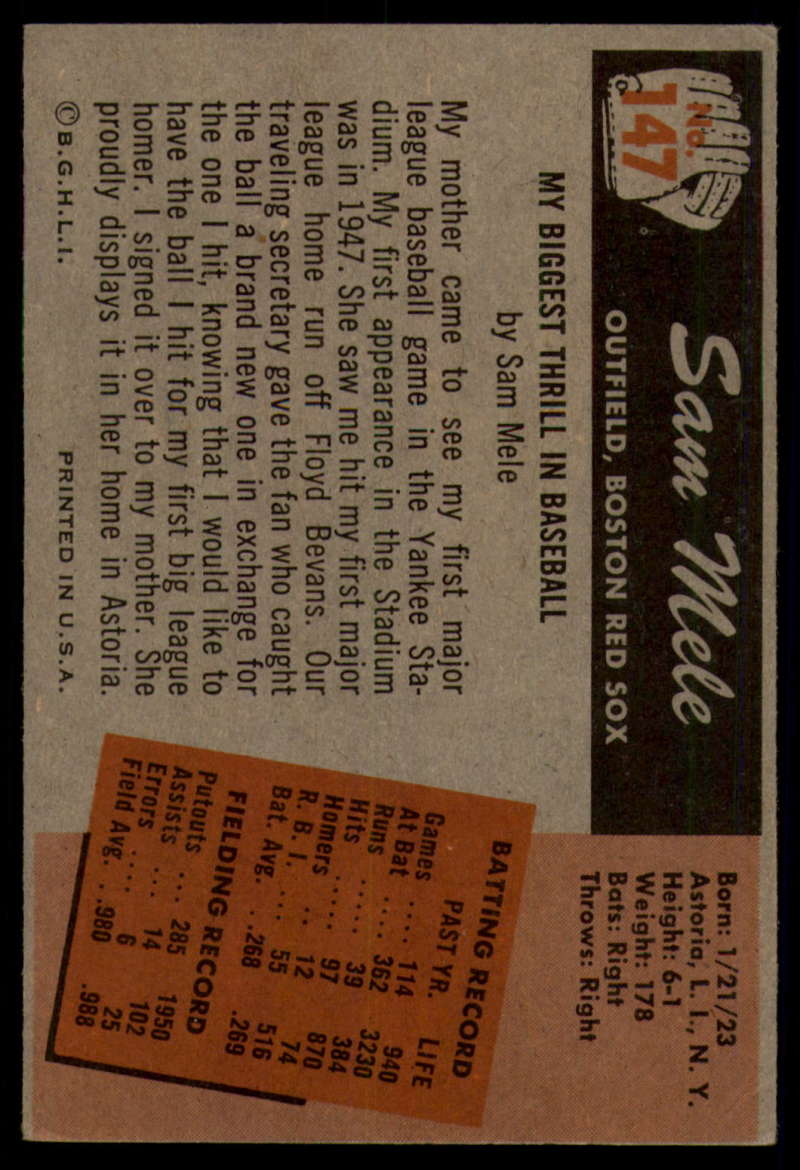 No.
147
Sam Mele
OUTFIELD, BOSTON RED SOX
Born: 1/21/23
Astoria, L. I., N. Y.
Height: 6-1
Weight: 178
Bats: Right
Throws: Right
MY BIGGEST THRILL IN BASEBALL
by Sam Mele
My mother came to see my first major
league baseball game in the Yankee Sta-
dium. My first appearance in the Stadium
was in 1947. She saw me hit my first major
league home run off Floyd Bevans. Our
traveling secretary gave the fan who caught
the ball a brand new one in exchange for
the one I hit, knowing that I would like to
have the ball I hit for my first big league
homer. I signed it over to my mother. She
proudly displays it in her home in Astoria.
© B.G.H.L.I. PRINTED IN U.S.A.
BATTING RECORD
PAST YR. LIFE
Games .... 114 940
At Bat .... 362 3230
Runs ..... 39 384
Hits ..... 97 870
Homers .. 12 74
R. B. I. ... 55 516
Bat. Avg. . .268 .269
FIELDING RECORD
Putouts ... 285 1950
Assists ... 14 102
Errors .... 6 25
Field Avg. . .980 .988